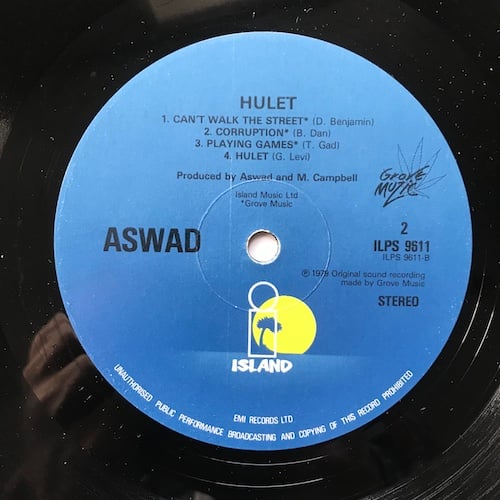 HULET
1. CAN'T WALK THE STREET* (D. Benjamin)
2. CORRUPTION* (B. Dan)
3. PLAYING GAMES* (T. Gad)
4. HULET (G. Levi)
Produced by Aswad and M. Campbell
Island Music Ltd
*Grove Music
GROVE MUZIC
ASWAD
2
ILPS 9611
ILPS 9611-B
℗ 1979 Original sound recording
made by Grove Music
STEREO
ISLAND
EMI RECORDS LTD
UNAUTHORISED PUBLIC PERFORMANCE BROADCASTING AND COPYING OF THIS RECORD PROHIBITED